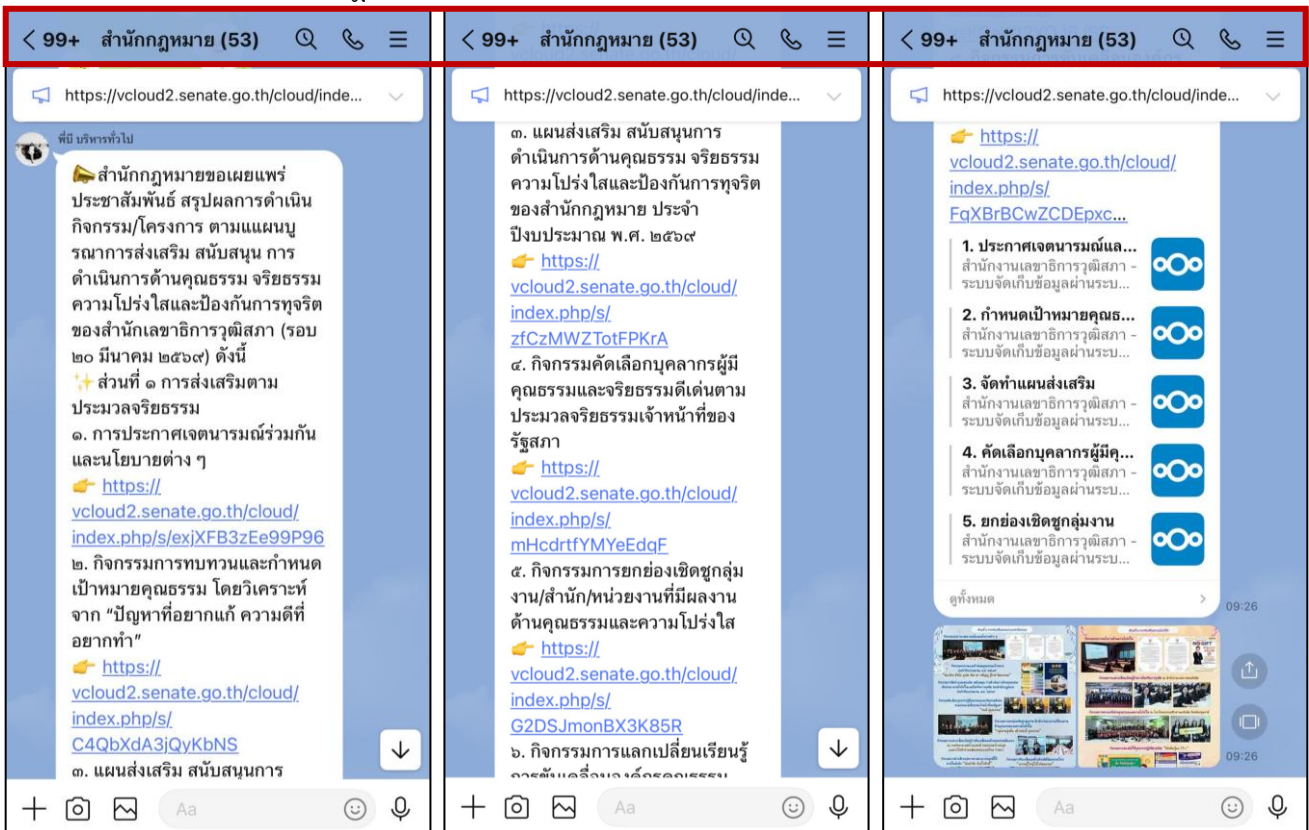 99+ สำนักกฎหมาย (53)
https://vcloud2.senate.go.th/cloud/inde...
พี่บี บริหารทั่วไป
สำนักกฎหมายขอเผยแพร่
ประชาสัมพันธ์ สรุปผลการดำเนิน
กิจกรรม/โครงการ ตามแแผนบู
รณาการส่งเสริม สนับสนุน การ
ดำเนินการด้านคุณธรรม จริยธรรม
ความโปร่งใสและป้องกันการทุจริต
ของสำนักเลขาธิการวุฒิสภา (รอบ
๒๐ มีนาคม ๒๕๖๙) ดังนี้
ส่วนที่ ๑ การส่งเสริมตาม
ประมวลจริยธรรม
๑. การประกาศเจตนารมณ์ร่วมกัน
และนโยบายต่าง ๆ
https://
vcloud2.senate.go.th/cloud/
index.php/s/exjXFB3zEe99P96
๒. กิจกรรมการทบทวนและกำหนด
เป้าหมายคุณธรรม โดยวิเคราะห์
จาก “ปัญหาที่อยากแก้ ความดีที่
อยากทำ”
https://
vcloud2.senate.go.th/cloud/
index.php/s/
C4QbXdA3jQyKbNS
๓. แผนส่งเสริม สนับสนุนการ
Aa
99+ สำนักกฎหมาย (53)
https://vcloud2.senate.go.th/cloud/inde...
๓. แผนส่งเสริม สนับสนุนการ
ดำเนินการด้านคุณธรรม จริยธรรม
ความโปร่งใสและป้องกันการทุจริต
ของสำนักกฎหมาย ประจำ
ปีงบประมาณ พ.ศ. ๒๕๖๙
https://
vcloud2.senate.go.th/cloud/
index.php/s/
zfCzMWZTotFPKrA
๔. กิจกรรมคัดเลือกบุคลากรผู้มี
คุณธรรมและจริยธรรมดีเด่นตาม
ประมวลจริยธรรมเจ้าหน้าที่ของ
รัฐสภา
https://
vcloud2.senate.go.th/cloud/
index.php/s/
mHcdrtfYMYeEdqF
๕. กิจกรรมการยกย่องเชิดชูกลุ่ม
งาน/สำนัก/หน่วยงานที่มีผลงาน
ด้านคุณธรรมและความโปร่งใส
https://
vcloud2.senate.go.th/cloud/
index.php/s/
G2DSJmonBX3K85R
๖. กิจกรรมการแลกเปลี่ยนเรียนรู้
การขับเคลื่อนองค์กรคุณธรรม
Aa
99+ สำนักกฎหมาย (53)
https://vcloud2.senate.go.th/cloud/inde...
https://
vcloud2.senate.go.th/cloud/
index.php/s/
FqXBrBCwZCDEpxc...
1. ประกาศเจตนารมณ์แล...
สำนักงานเลขาธิการวุฒิสภา -
ระบบจัดเก็บข้อมูลผ่านระบ...
2. กำหนดเป้าหมายคุณธ...
สำนักงานเลขาธิการวุฒิสภา -
ระบบจัดเก็บข้อมูลผ่านระบ...
3. จัดทำแผนส่งเสริม
สำนักงานเลขาธิการวุฒิสภา -
ระบบจัดเก็บข้อมูลผ่านระบ...
4. คัดเลือกบุคลากรผู้มีคุ...
สำนักงานเลขาธิการวุฒิสภา -
ระบบจัดเก็บข้อมูลผ่านระบ...
5. ยกย่องเชิดชูกลุ่มงาน
สำนักงานเลขาธิการวุฒิสภา -
ระบบจัดเก็บข้อมูลผ่านระบ...
ดูทั้งหมด
09:26
09:26
Aa